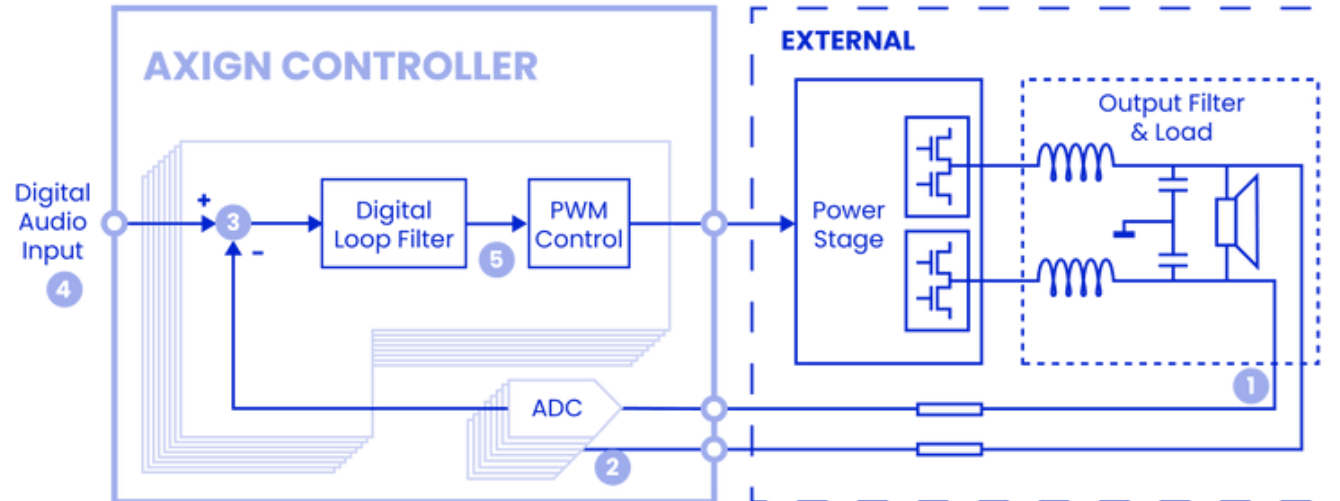 AXIGN CONTROLLER
EXTERNAL
Output Filter
& Load
Digital
Audio
Input
4
+
3
-
Digital
Loop Filter
5
PWM
Control
Power
Stage
1
ADC
2